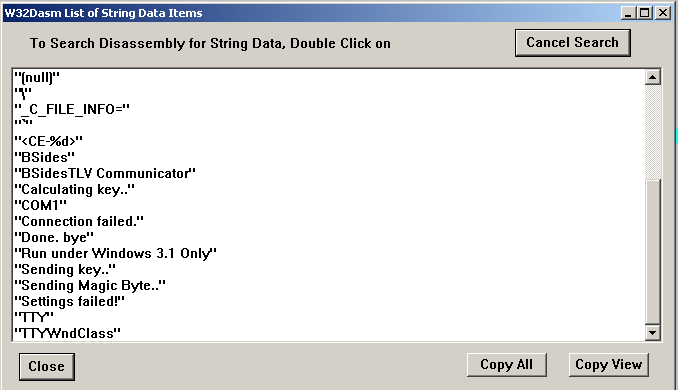 W32Dasm List of String Data Items
To Search Disassembly for String Data, Double Click on
Cancel Search
"(null)"
"\"
"_C_FILE_INFO="
"`"
"<CE-%d>"
"BSides"
"BSidesTLV Communicator"
"Calculating key.."
"COM1"
"Connection failed."
"Done. bye"
"Run under Windows 3.1 Only"
"Sending key.."
"Sending Magic Byte.."
"Settings failed!"
"TTY"
"TTYWndClass"
Close
Copy All
Copy View